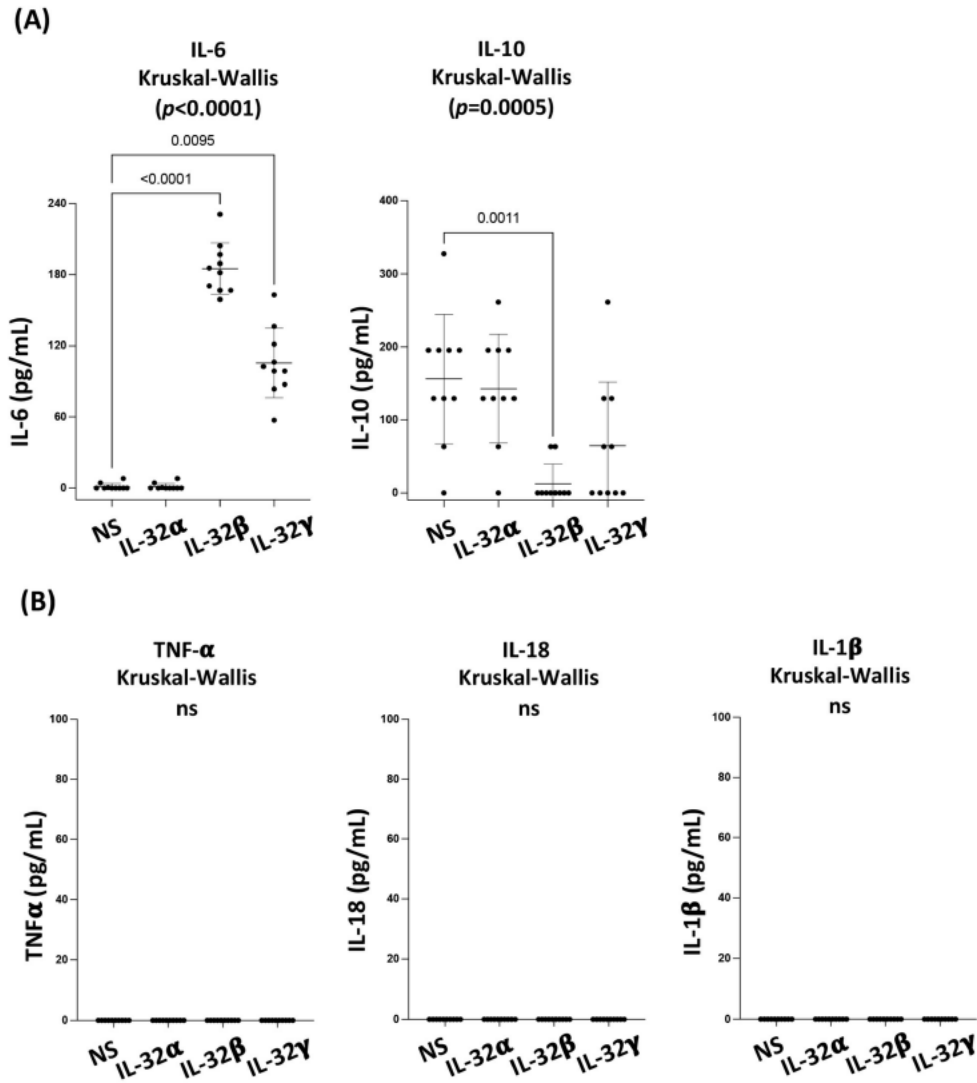 (A)
IL-6
Kruskal-Wallis
(p<0.0001)
0.0095
<0.0001
IL-6 (pg/mL)
240
180
120
60
0
NS
IL-32α
IL-32β
IL-32γ
IL-10
Kruskal-Wallis
(p=0.0005)
0.0011
IL-10 (pg/mL)
400
300
200
100
0
NS
IL-32α
IL-32β
IL-32γ
(B)
TNF-α
Kruskal-Wallis
ns
TNFα (pg/mL)
100
80
60
40
20
0
NS
IL-32α
IL-32β
IL-32γ
IL-18
Kruskal-Wallis
ns
IL-18 (pg/mL)
100
80
60
40
20
0
NS
IL-32α
IL-32β
IL-32γ
IL-1β
Kruskal-Wallis
ns
IL-1β (pg/mL)
100
80
60
40
20
0
NS
IL-32α
IL-32β
IL-32γ